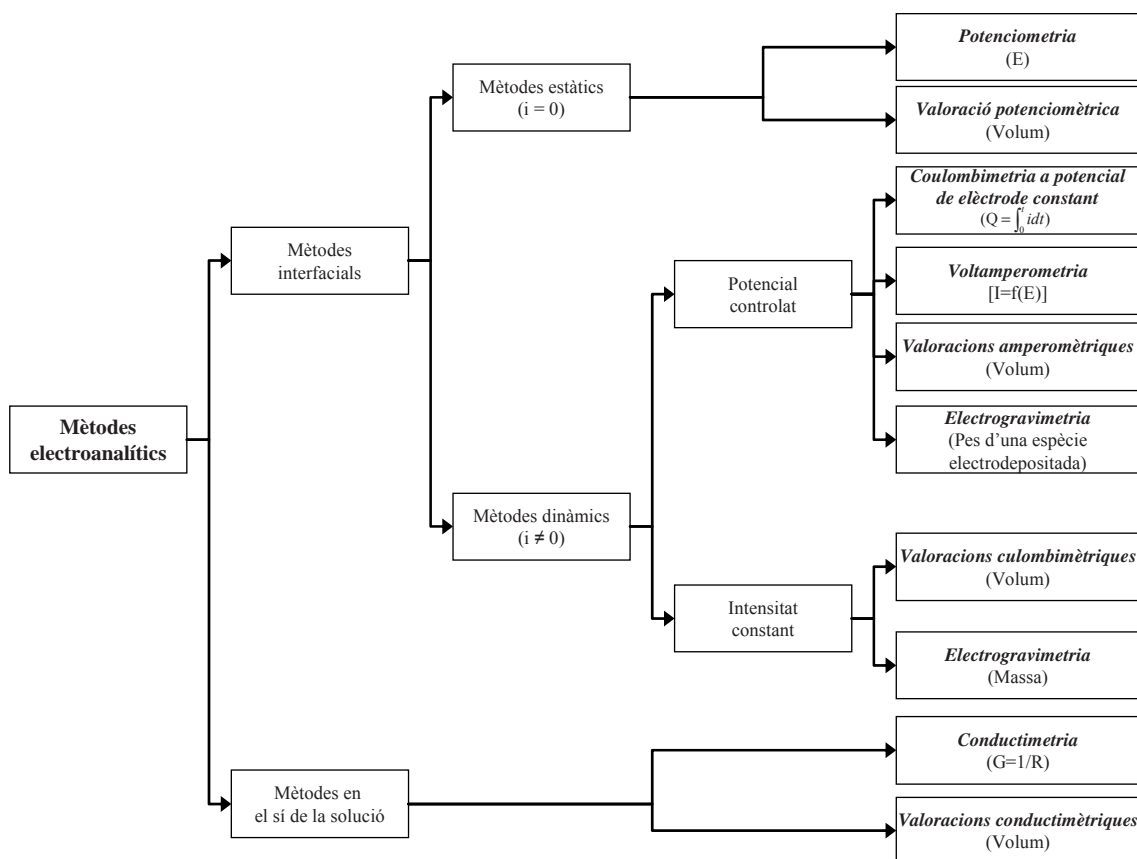 Mètodes
electroanalítics
Mètodes
interfacials
Mètodes en
el sí de la solució
Mètodes estàtics
(i = 0)
Mètodes dinàmics
(i ≠ 0)
Potencial
controlat
Intensitat
constant
Potenciometria
(E)
Valoració potenciomètrica
(Volum)
Coulombimetria a potencial
de elèctrode constant
(Q = ∫₀ᵗ idt)
Voltamperometria
[I=f(E)]
Valoracions amperomètriques
(Volum)
Electrogravimetria
(Pes d’una espècie
electrodepositada)
Valoracions culombimètriques
(Volum)
Electrogravimetria
(Massa)
Conductimetria
(G=1/R)
Valoracions conductimètriques
(Volum)